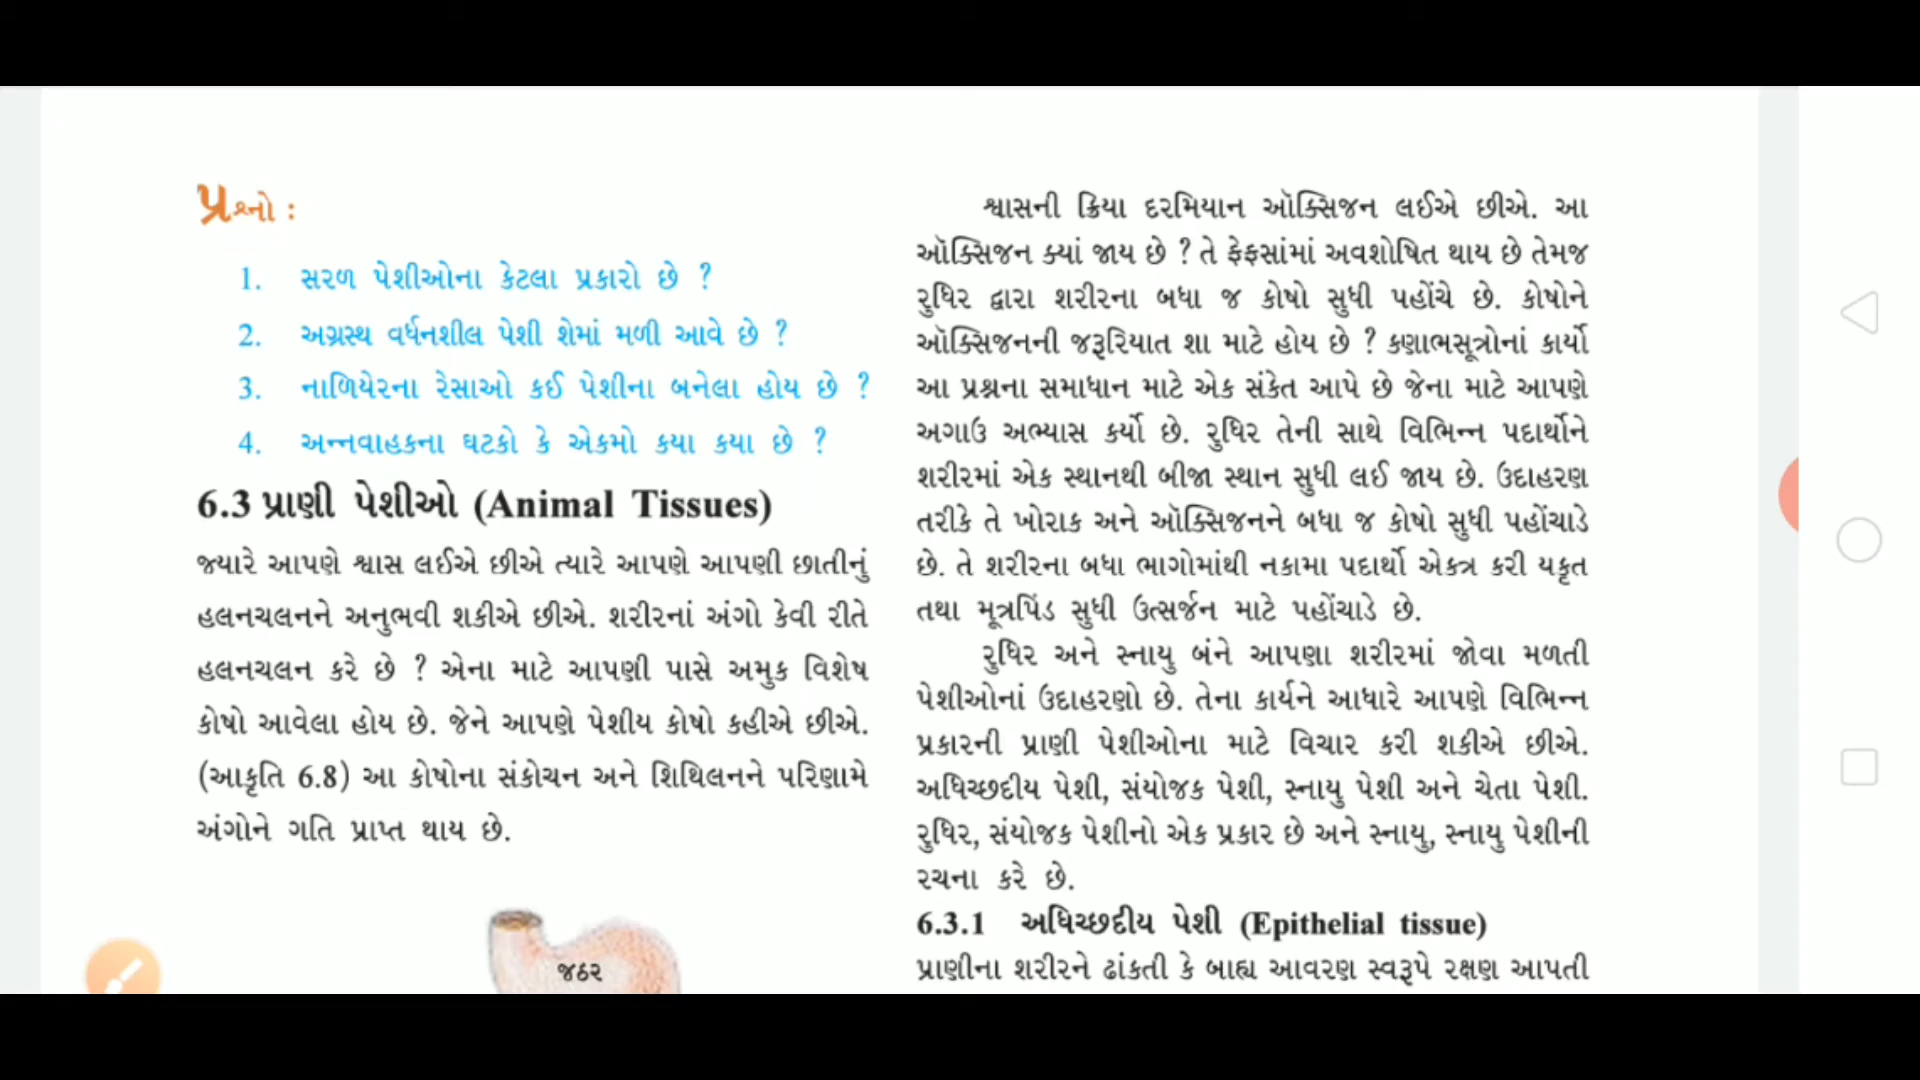 પ્રશ્નો :
1. સરળ પેશીઓના કેટલા પ્રકારો છે ?
2. અગ્રસ્થ વર્ધનશીલ પેશી શેમાં મળી આવે છે ?
3. નાળિયેરના રેસાઓ કઈ પેશીના બનેલા હોય છે ?
4. અન્નવાહકના ઘટકો કે એકમો કયા કયા છે ?
6.3 પ્રાણી પેશીઓ (Animal Tissues)
જ્યારે આપણે શ્વાસ લઈએ છીએ ત્યારે આપણે આપણી છાતીનું
હલનચલનને અનુભવી શકીએ છીએ. શરીરનાં અંગો કેવી રીતે
હલનચલન કરે છે ? એના માટે આપણી પાસે અમુક વિશેષ
કોષો આવેલા હોય છે. જેને આપણે પેશીય કોષો કહીએ છીએ.
(આકૃતિ 6.8) આ કોષોના સંકોચન અને શિથિલનને પરિણામે
અંગોને ગતિ પ્રાપ્ત થાય છે.
જઠર
શ્વાસની ક્રિયા દરમિયાન ઑક્સિજન લઈએ છીએ. આ
ઑક્સિજન ક્યાં જાય છે ? તે ફેફસાંમાં અવશોષિત થાય છે તેમજ
રુધિર દ્વારા શરીરના બધા જ કોષો સુધી પહોંચે છે. કોષોને
ઑક્સિજનની જરૂરિયાત શા માટે હોય છે ? કણાભસૂત્રોનાં કાર્યો
આ પ્રશ્નના સમાધાન માટે એક સંકેત આપે છે જેના માટે આપણે
અગાઉ અભ્યાસ કર્યો છે. રુધિર તેની સાથે વિભિન્ન પદાર્થોને
શરીરમાં એક સ્થાનથી બીજા સ્થાન સુધી લઈ જાય છે. ઉદાહરણ
તરીકે તે ખોરાક અને ઑક્સિજનને બધા જ કોષો સુધી પહોંચાડે
છે. તે શરીરના બધા ભાગોમાંથી નકામા પદાર્થો એકત્ર કરી યકૃત
તથા મૂત્રપિંડ સુધી ઉત્સર્જન માટે પહોંચાડે છે.
રુધિર અને સ્નાયુ બંને આપણા શરીરમાં જોવા મળતી
પેશીઓનાં ઉદાહરણો છે. તેના કાર્યને આધારે આપણે વિભિન્ન
પ્રકારની પ્રાણી પેશીઓના માટે વિચાર કરી શકીએ છીએ.
અધિચ્છદીય પેશી, સંયોજક પેશી, સ્નાયુ પેશી અને ચેતા પેશી.
રુધિર, સંયોજક પેશીનો એક પ્રકાર છે અને સ્નાયુ, સ્નાયુ પેશીની
રચના કરે છે.
6.3.1 અધિચ્છદીય પેશી (Epithelial tissue)
પ્રાણીના શરીરને ઢાંકતી કે બાહ્ય આવરણ સ્વરૂપે રક્ષણ આપતી